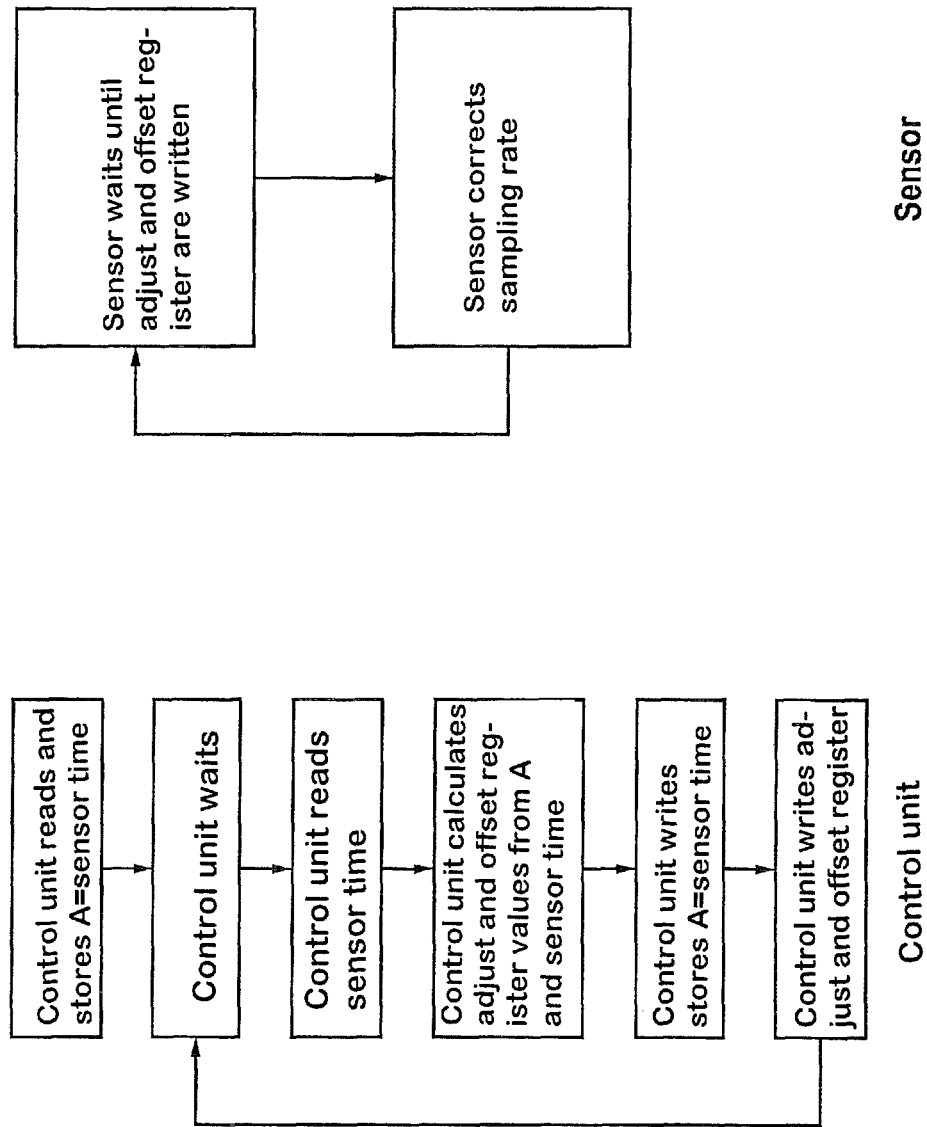 Control unit reads and
stores A=sensor time
Control unit waits
Control unit reads
sensor time
Control unit calculates
adjust and offset reg-
ister values from A
and sensor time
Control unit writes
stores A=sensor time
Control unit writes ad-
just and offset register
Control unit
Sensor waits until
adjust and offset reg-
ister are written
Sensor corrects
sampling rate
Sensor